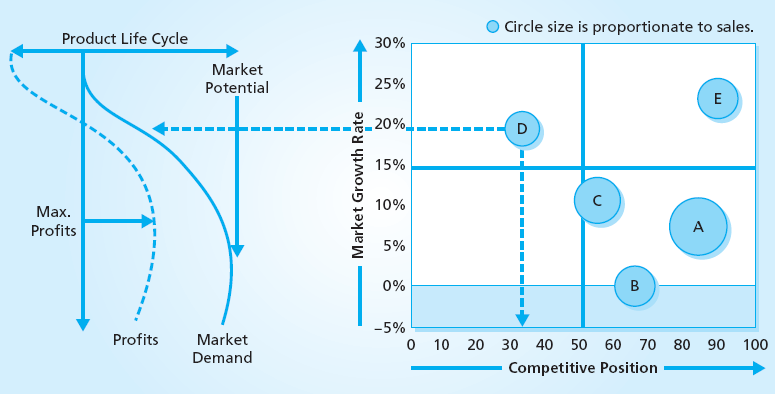 Product Life Cycle
Market
Potential
Max.
Profits
Profits
Market
Demand
Circle size is proportionate to sales.
Market Growth Rate
30%
25%
20%
15%
10%
5%
0%
–5%
E
D
C
A
B
0 10 20 30 40 50 60 70 80 90 100
Competitive Position